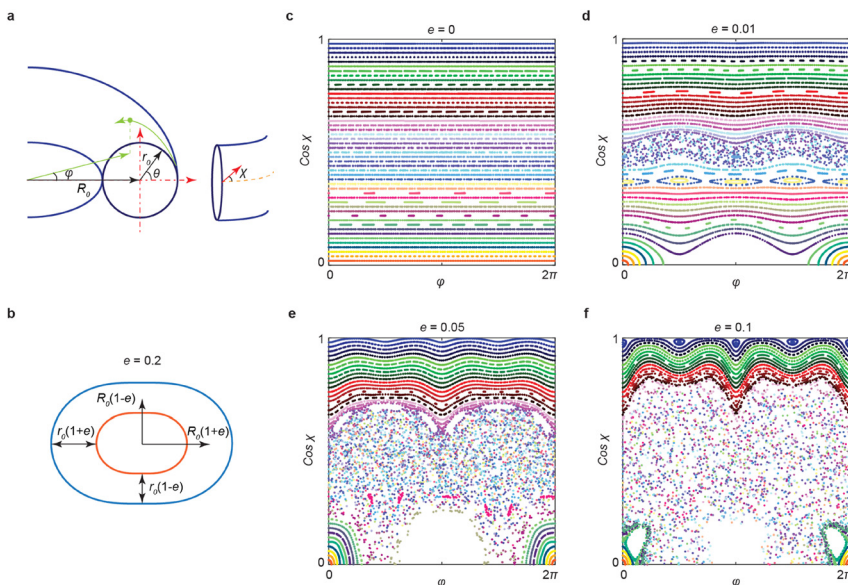 a
φ
R₀
r₀
θ
χ
b
e = 0.2
R₀(1-e)
r₀(1+e)
R₀(1+e)
r₀(1-e)
c
e = 0
1
Cos χ
0
0
φ
2π
d
e = 0.01
1
Cos χ
0
0
φ
2π
e
e = 0.05
1
Cos χ
0
0
φ
2π
f
e = 0.1
1
Cos χ
0
0
φ
2π